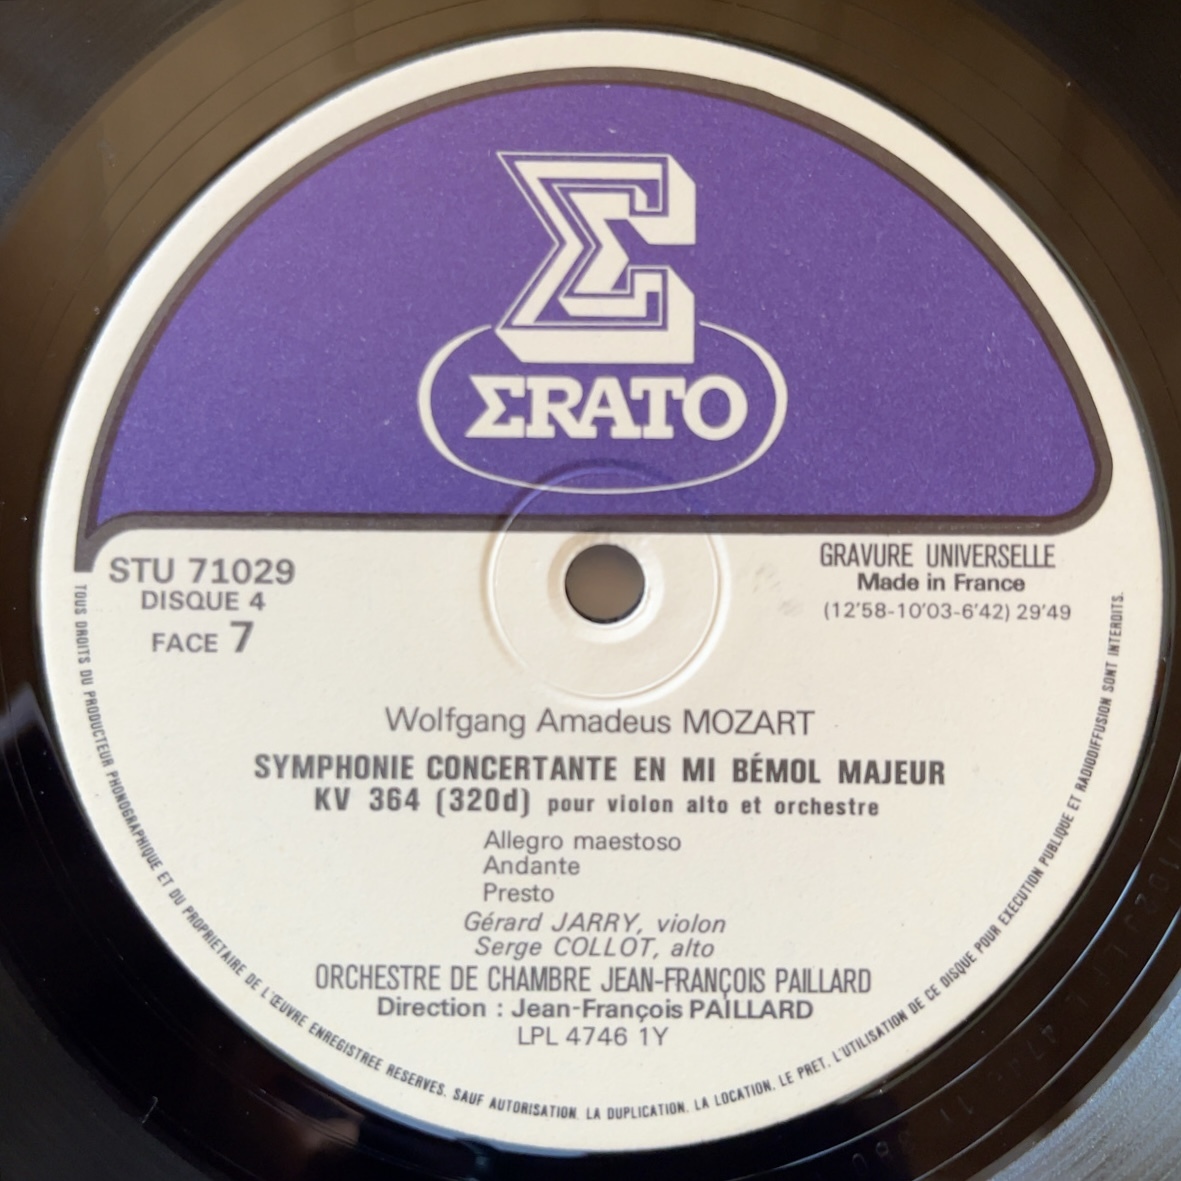 ΣRATO
STU 71029
DISQUE 4
FACE 7
GRAVURE UNIVERSELLE
Made in France
(12'58-10'03-6'42) 29'49
Wolfgang Amadeus MOZART
SYMPHONIE CONCERTANTE EN MI BÉMOL MAJEUR
KV 364 (320d) pour violon alto et orchestre
Allegro maestoso
Andante
Presto
Gérard JARRY, violon
Serge COLLOT, alto
ORCHESTRE DE CHAMBRE JEAN-FRANÇOIS PAILLARD
Direction : Jean-François PAILLARD
LPL 4746 1Y
TOUS DROITS DU PRODUCTEUR PHONOGRAPHIQUE ET DU PROPRIETAIRE DE L'ŒUVRE ENREGISTREE RESERVES. SAUF AUTORISATION. LA DUPLICATION. LA LOCATION. LE PRET. L'UTILISATION DE CE DISQUE POUR EXECUTION PUBLIQUE ET RADIODIFFUSION SONT INTERDITS.